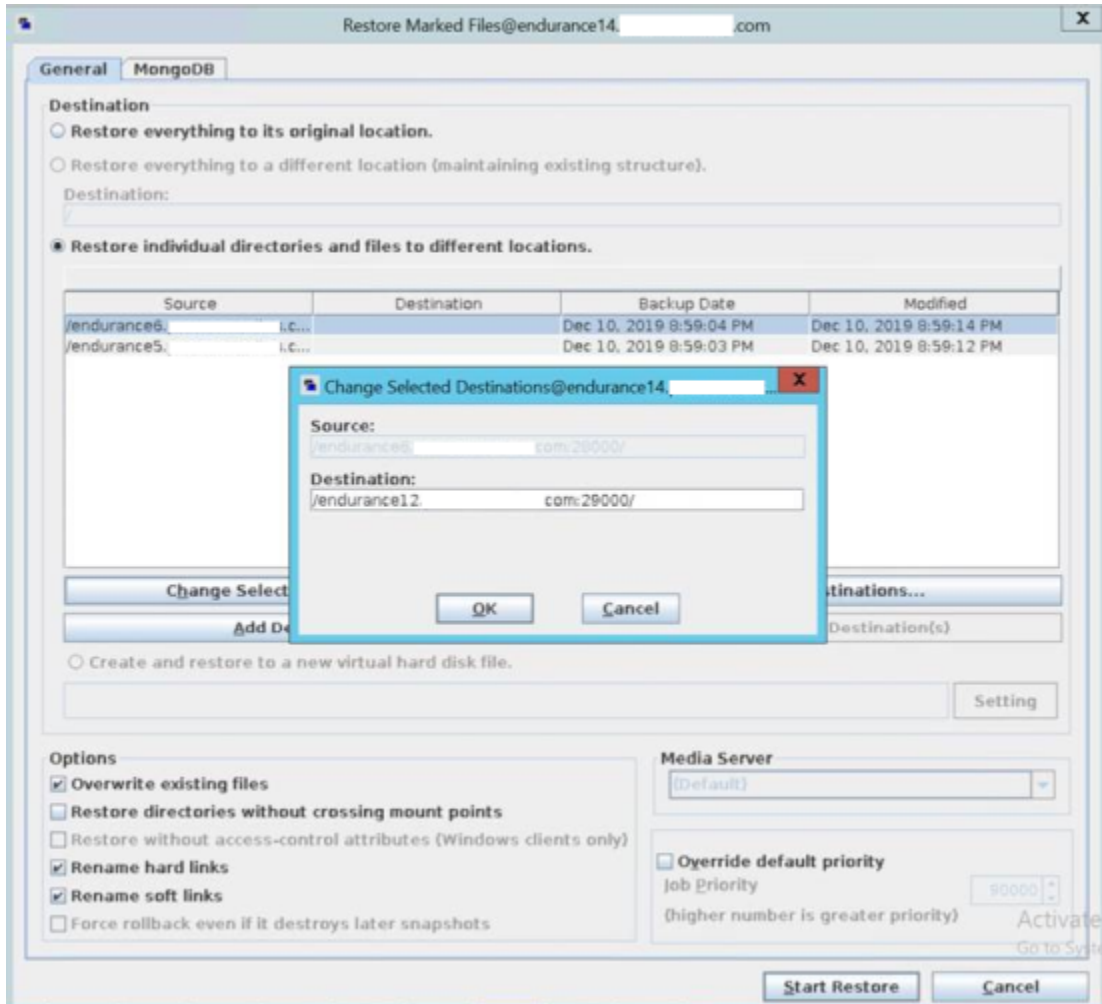 Restore Marked Files@endurance14. .com
X
General MongoDB
Destination
Restore everything to its original location.
Restore everything to a different location (maintaining existing structure).
Destination:
/
Restore individual directories and files to different locations.
Source Destination Backup Date Modified
/endurance6. .c... Dec 10, 2019 8:59:04 PM Dec 10, 2019 8:59:14 PM
/endurance5. .c... Dec 10, 2019 8:59:03 PM Dec 10, 2019 8:59:12 PM
Change Selected Destinations@endurance14. ...
X
Source:
/endurance6. com:28000/
Destination:
/endurance12. com:29000/
OK Cancel
Change Select tinations...
Add De Destination(s)
Create and restore to a new virtual hard disk file.
Setting
Options
Overwrite existing files
Restore directories without crossing mount points
Restore without access-control attributes (Windows clients only)
Rename hard links
Rename soft links
Force rollback even if it destroys later snapshots
Media Server
(Default)
Override default priority
Job Priority 90000
(higher number is greater priority)
Activate
Go to Syste
Start Restore Cancel